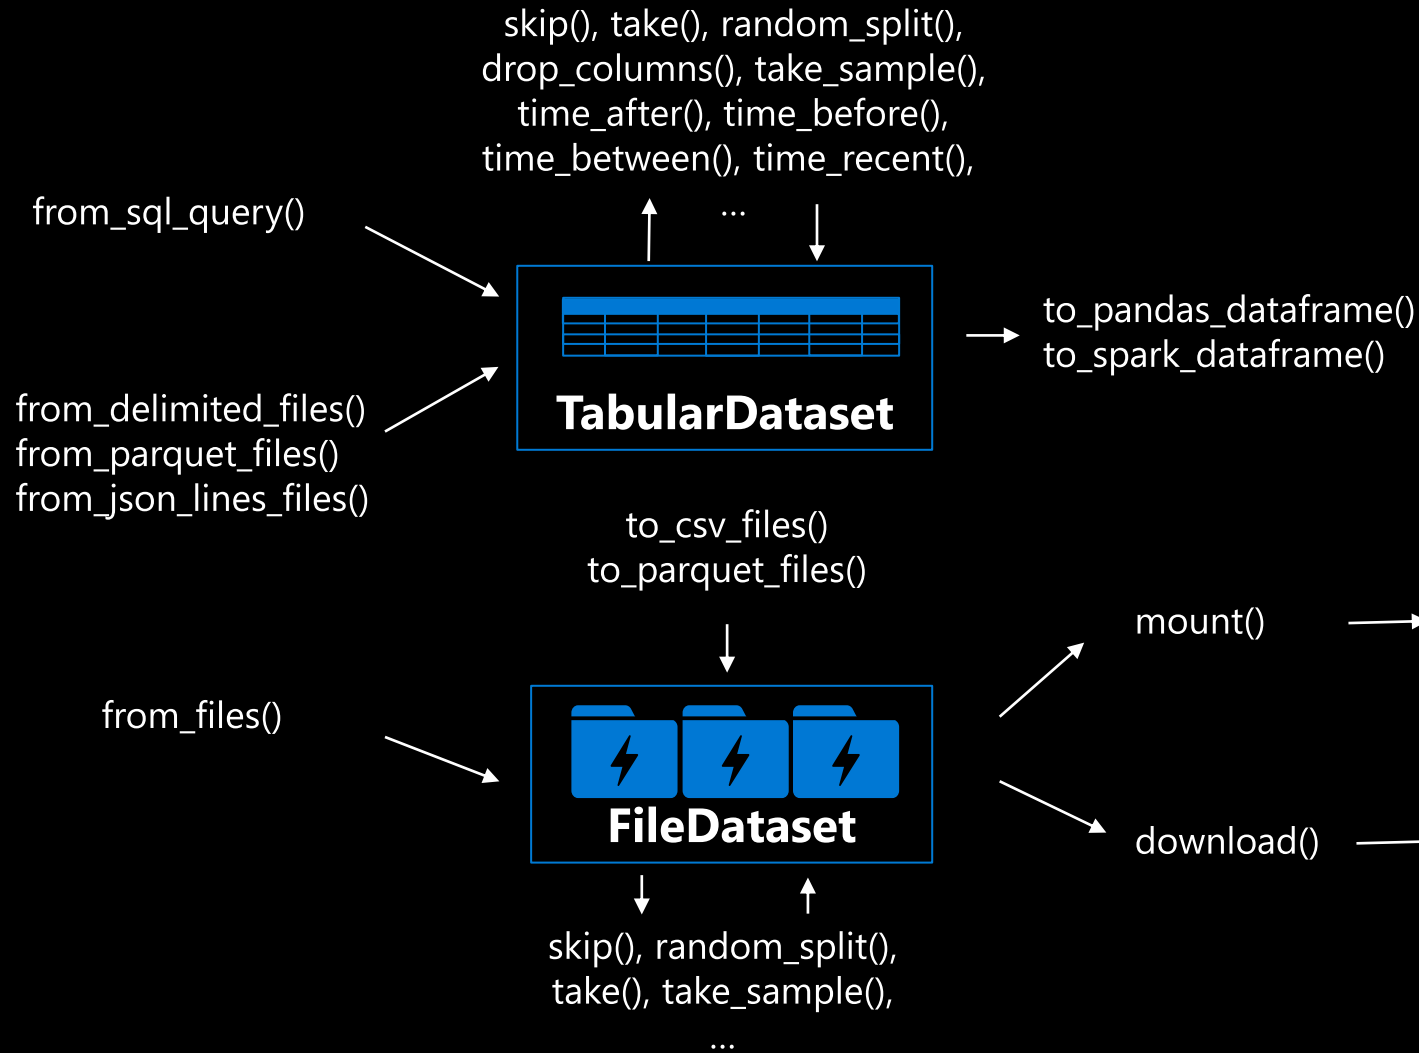 skip(), take(), random_split(),
drop_columns(), take_sample(),
time_after(), time_before(),
time_between(), time_recent(),
...
from_sql_query()
to_pandas_dataframe()
to_spark_dataframe()
TabularDataset
from_delimited_files()
from_parquet_files()
from_json_lines_files()
to_csv_files()
to_parquet_files()
mount()
from_files()
FileDataset
download()
skip(), random_split(),
take(), take_sample(),
...